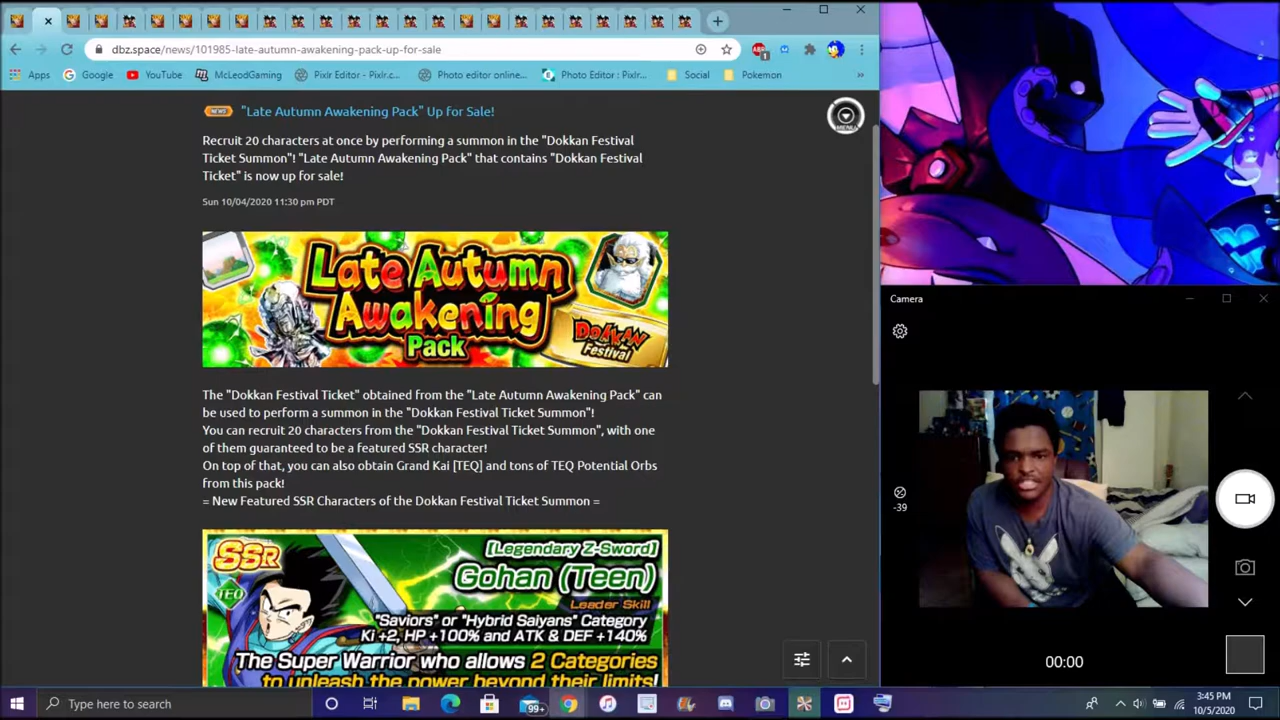 dbz.space/news/101985-late-autumn-awakening-pack-up-for-sale
ABP
1
Apps
Google
YouTube
McLeodGaming
Pixlr Editor - Pixlr.c...
Photo editor online...
Photo Editor : Pixlr...
Social
Pokemon
»
NEWS
"Late Autumn Awakening Pack" Up for Sale!
MENU
Recruit 20 characters at once by performing a summon in the "Dokkan Festival
Ticket Summon"! "Late Autumn Awakening Pack" that contains "Dokkan Festival
Ticket" is now up for sale!
Sun 10/04/2020 11:30 pm PDT
Late Autumn
Awakening
Pack
DOKKAN
Festival
The "Dokkan Festival Ticket" obtained from the "Late Autumn Awakening Pack" can
be used to perform a summon in the "Dokkan Festival Ticket Summon"!
You can recruit 20 characters from the "Dokkan Festival Ticket Summon", with one
of them guaranteed to be a featured SSR character!
On top of that, you can also obtain Grand Kai [TEQ] and tons of TEQ Potential Orbs
from this pack!
= New Featured SSR Characters of the Dokkan Festival Ticket Summon =
SSR
TEQ
[Legendary Z-Sword]
Gohan (Teen)
Leader Skill
"Saviors" or "Hybrid Saiyans" Category
Ki +2, HP +100% and ATK & DEF +140%
The Super Warrior who allows 2 Categories
to unleash the power beyond their limits!
Camera
-39
00:00
Type here to search
99+
3:45 PM
10/5/2020